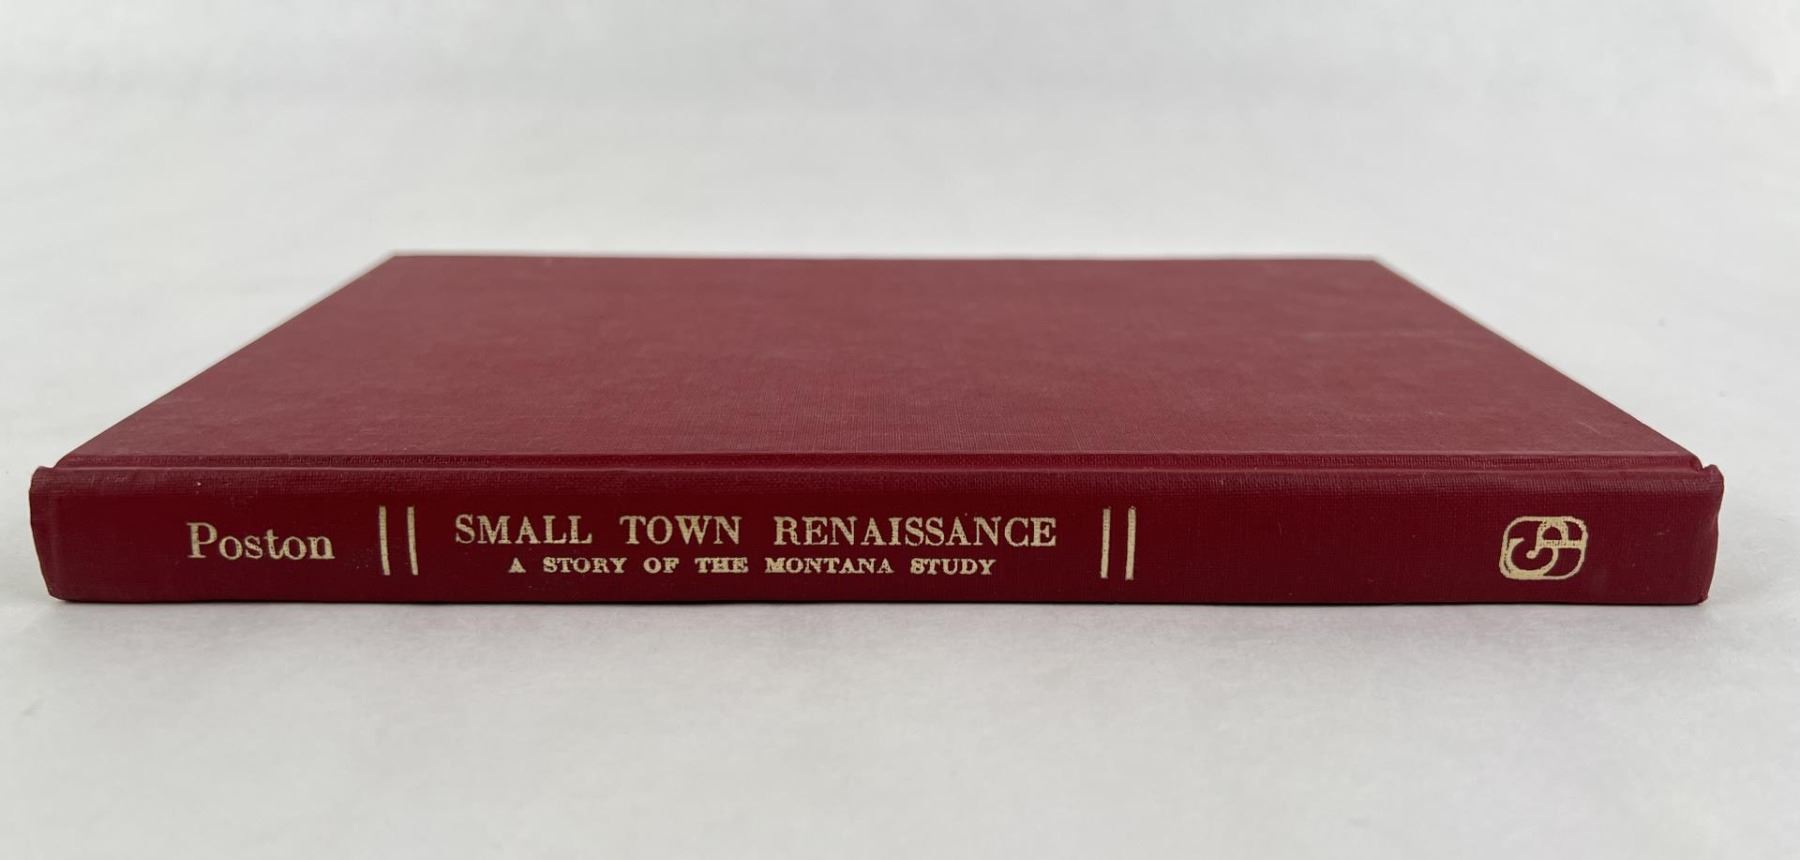 Poston
SMALL TOWN RENAISSANCE
A STORY OF THE MONTANA STUDY